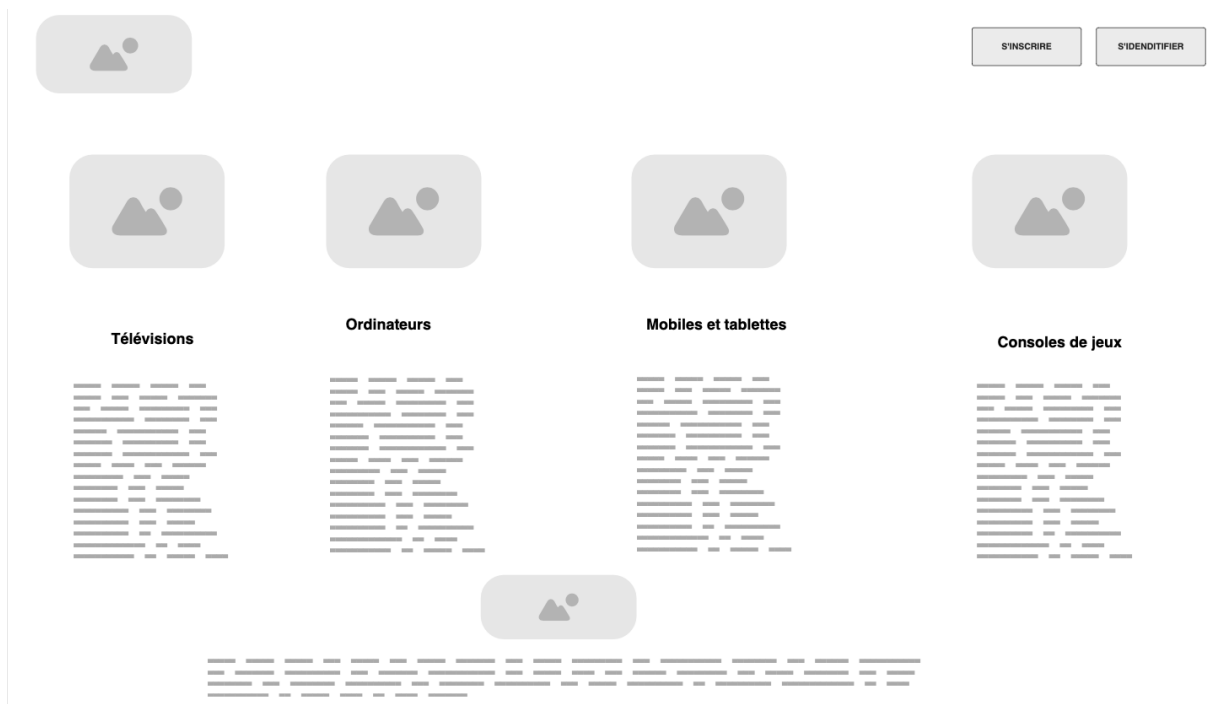 S'INSCRIRE
S'IDENDITIFIER
Télévisions
Ordinateurs
Mobiles et tablettes
Consoles de jeux